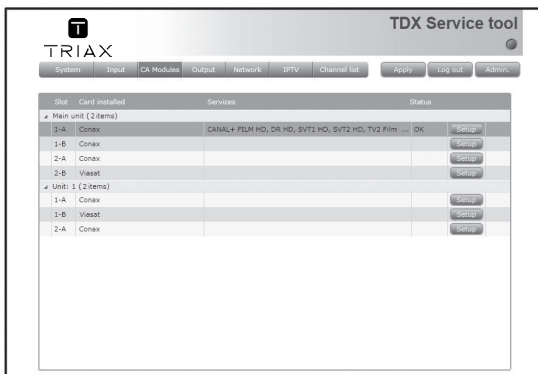 TDX Service tool
T
TRIAX
System Input CA Modules Output Network IPTV Channel list Apply Log out Admin.
Slot Card installed Services Status
Main unit (2 items)
1-A Conax CANAL+ FILM HD, DR HD, SVT1 HD, SVT2 HD, TV2 Film ... OK Setup
1-B Conax Setup
2-A Conax Setup
2-B Viasat Setup
Unit: 1 (2 items)
1-A Conax Setup
1-B Viasat Setup
2-A Conax Setup